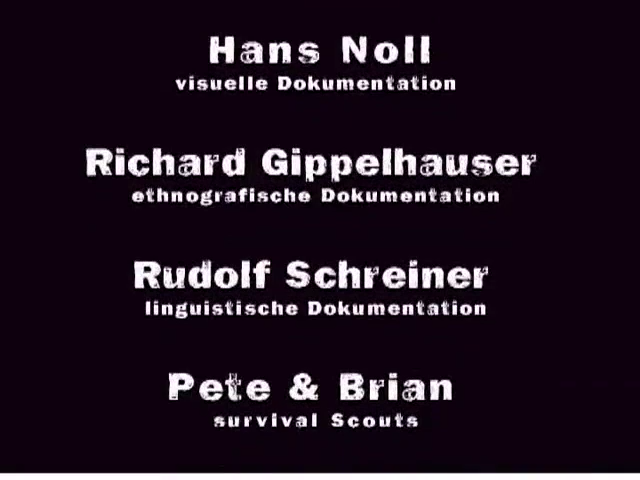 Hans Noll
visuelle Dokumentation
Richard Gippelhauser
ethnografische Dokumentation
Rudolf Schreiner
linguistische Dokumentation
Pete & Brian
survival Scouts